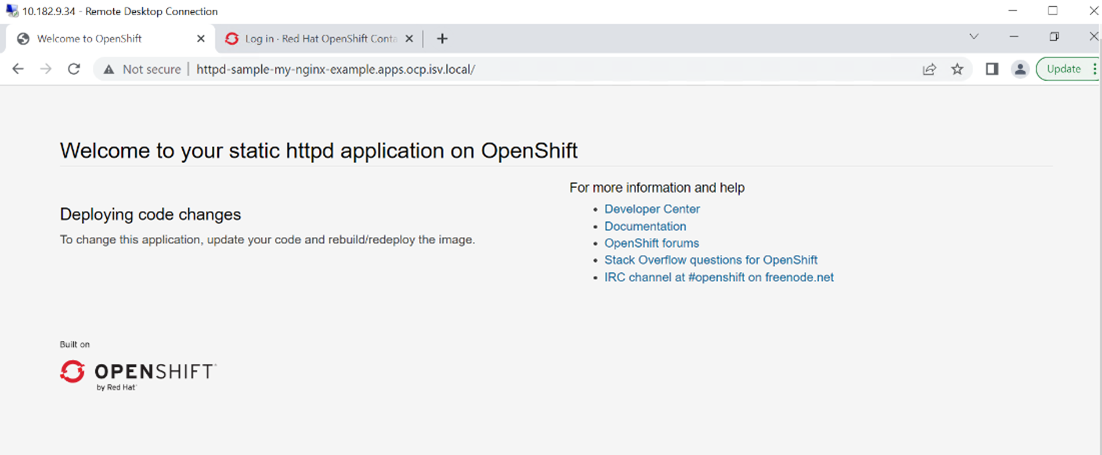 10.182.9.34 - Remote Desktop Connection
Welcome to OpenShift
Log in · Red Hat OpenShift Conta
Not secure | httpd-sample-my-nginx-example.apps.ocp.isv.local/
Update
Welcome to your static httpd application on OpenShift
Deploying code changes
To change this application, update your code and rebuild/redeploy the image.
For more information and help
• Developer Center
• Documentation
• OpenShift forums
• Stack Overflow questions for OpenShift
• IRC channel at #openshift on freenode.net
Built on
OPENSHIFT
by Red Hat